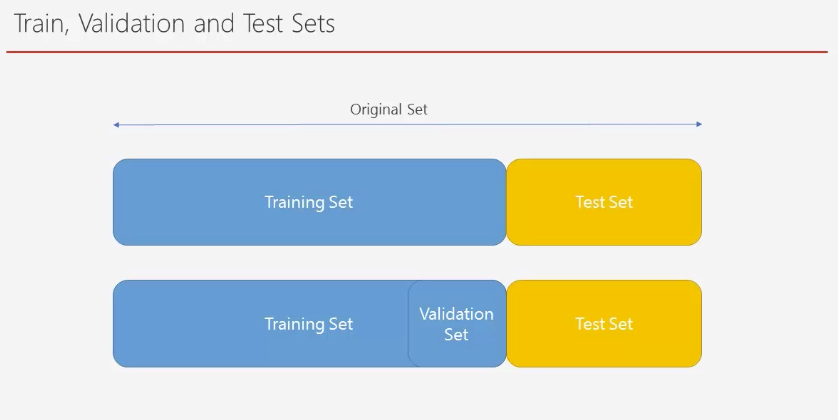 Train, Validation and Test Sets
Original Set
Training Set
Test Set
Training Set
Validation
Set
Test Set